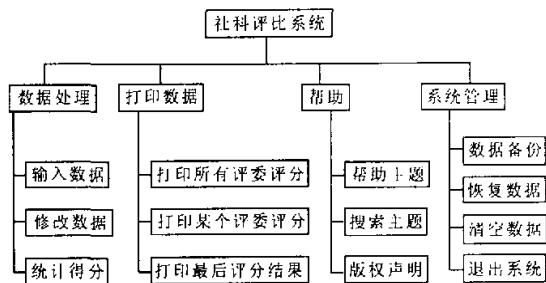 社科评比系统
数据处理
打印数据
帮助
系统管理
输入数据
修改数据
统计得分
打印所有评委评分
打印某个评委评分
打印最后评分结果
帮助主题
搜索主题
版权声明
数据备份
恢复数据
清空数据
退出系统